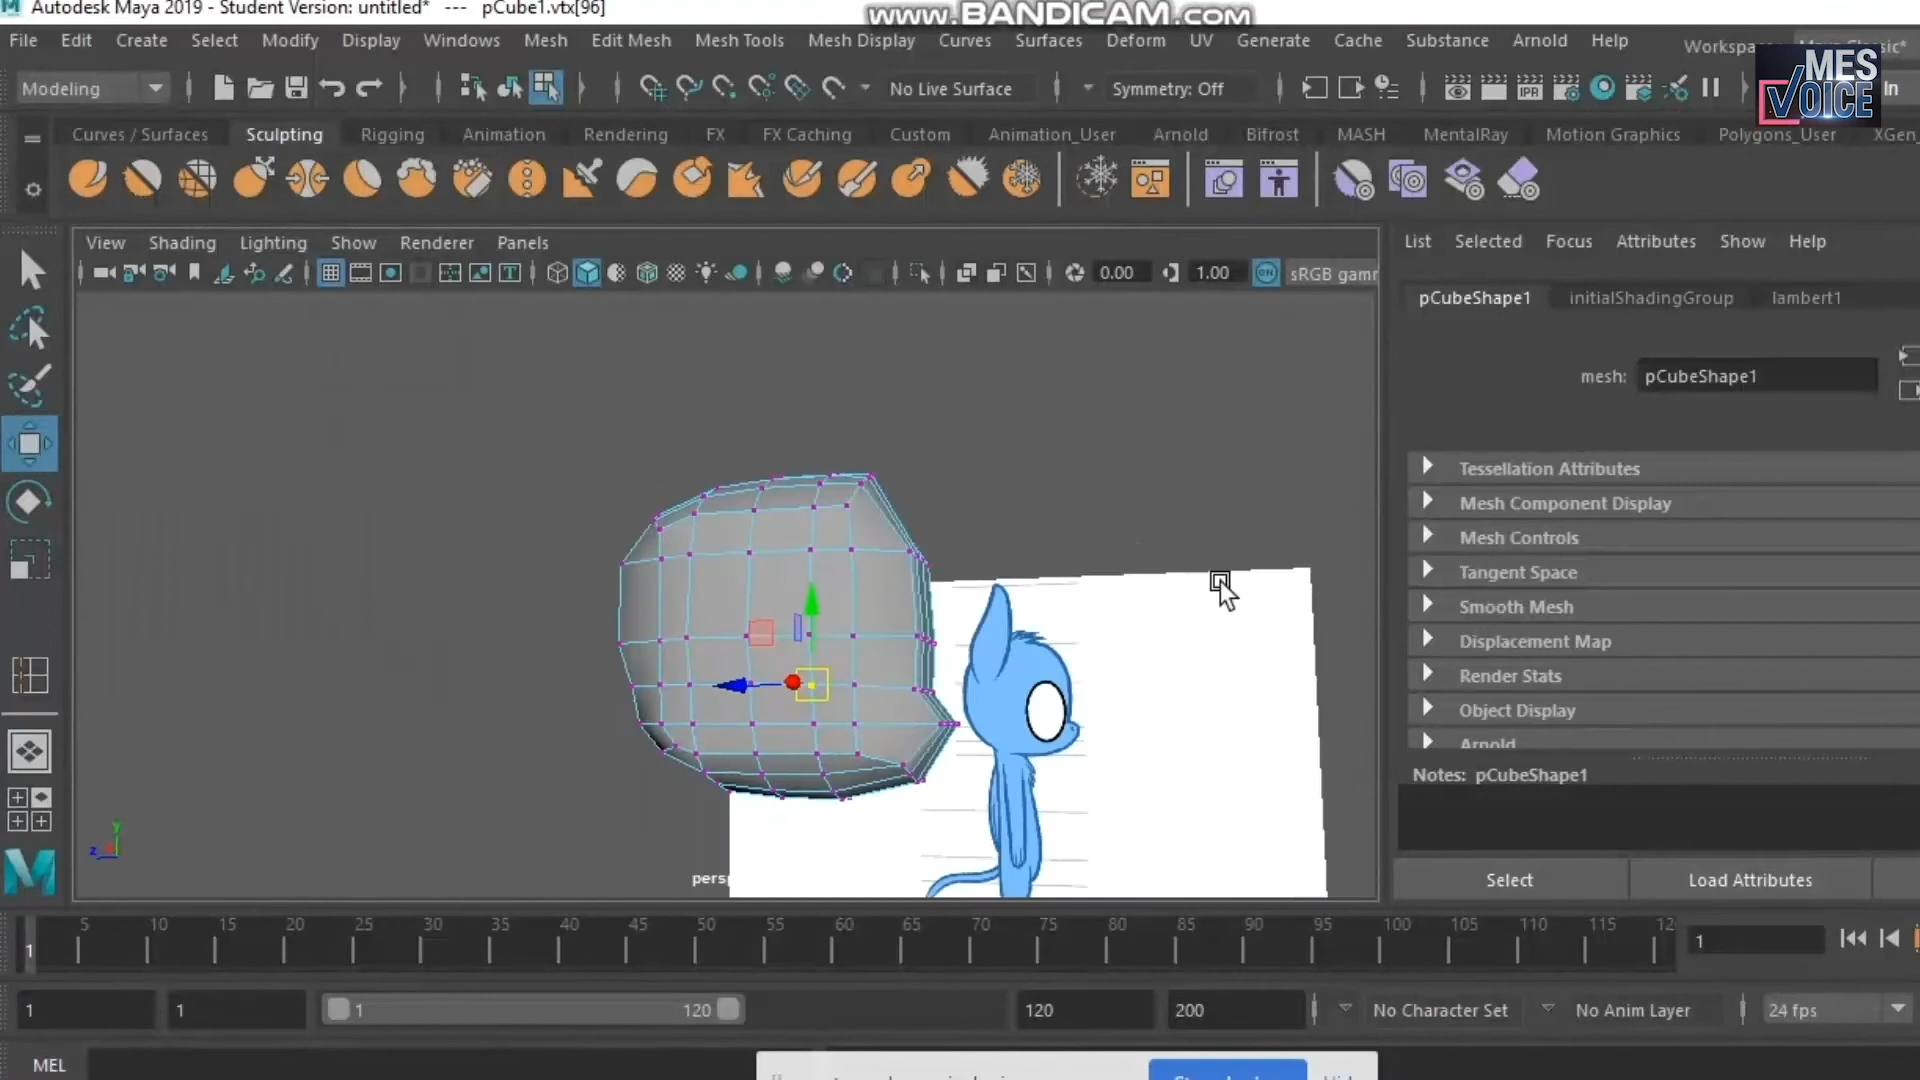 Autodesk Maya 2019 - Student Version: untitled* --- pCube1.vtx[96]
www.BANDICAM.com
File Edit Create Select Modify Display Windows Mesh Edit Mesh Mesh Tools Mesh Display Curves Surfaces Deform UV Generate Cache Substance Arnold Help
MES
VOICE
Modeling No Live Surface Symmetry: Off IPR In
Curves / Surfaces Sculpting Rigging Animation Rendering FX FX Caching Custom Animation_User Arnold Bifrost MASH MentalRay Motion Graphics Polygons_User XGen
View Shading Lighting Show Renderer Panels
List Selected Focus Attributes Show Help
0.00 1.00 ON sRGB gamm
pCubeShape1 initialShadingGroup lambert1
mesh: pCubeShape1
Tessellation Attributes
Mesh Component Display
Mesh Controls
Tangent Space
Smooth Mesh
Displacement Map
Render Stats
Object Display
Arnold
Notes: pCubeShape1
y
z
persp
Select Load Attributes
5 10 15 20 25 30 35 40 45 50 55 60 65 70 75 80 85 90 95 100 105 110 115 12
1 1
1 1 1 120 120 200 No Character Set No Anim Layer 24 fps
MEL